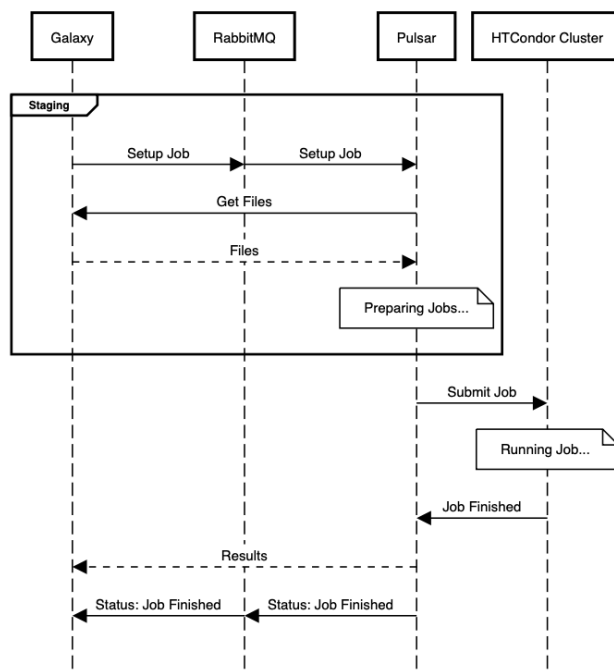 Galaxy
RabbitMQ
Pulsar
HTCondor Cluster
Staging
Setup Job
Setup Job
Get Files
Files
Preparing Jobs...
Submit Job
Running Job...
Job Finished
Results
Status: Job Finished
Status: Job Finished